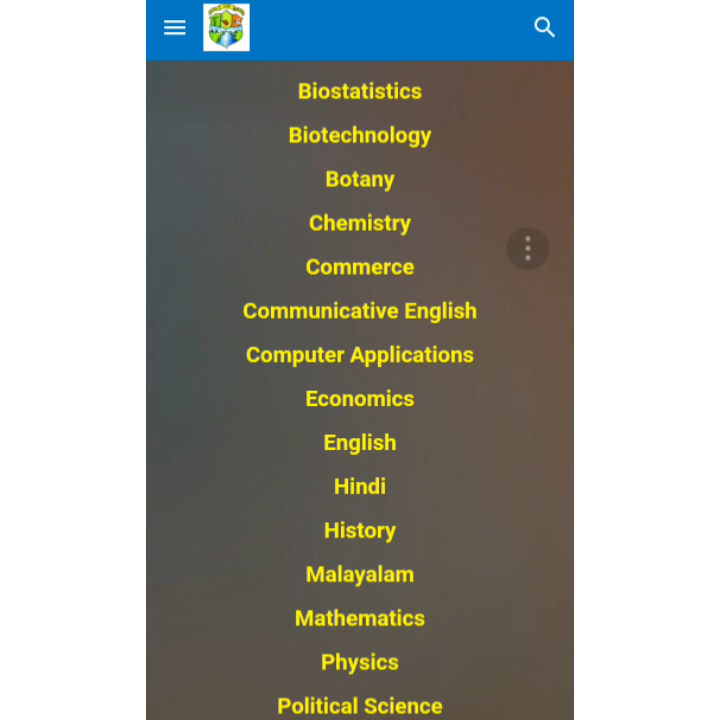 Biostatistics
Biotechnology
Botany
Chemistry
Commerce
Communicative English
Computer Applications
Economics
English
Hindi
History
Malayalam
Mathematics
Physics
Political Science